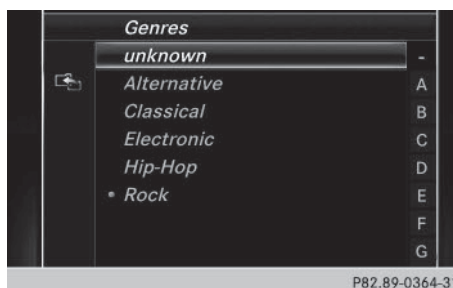 Genres
unknown -
Alternative A
Classical B
Electronic C
Hip-Hop D
• Rock E
F
G
P82.89-0364-31